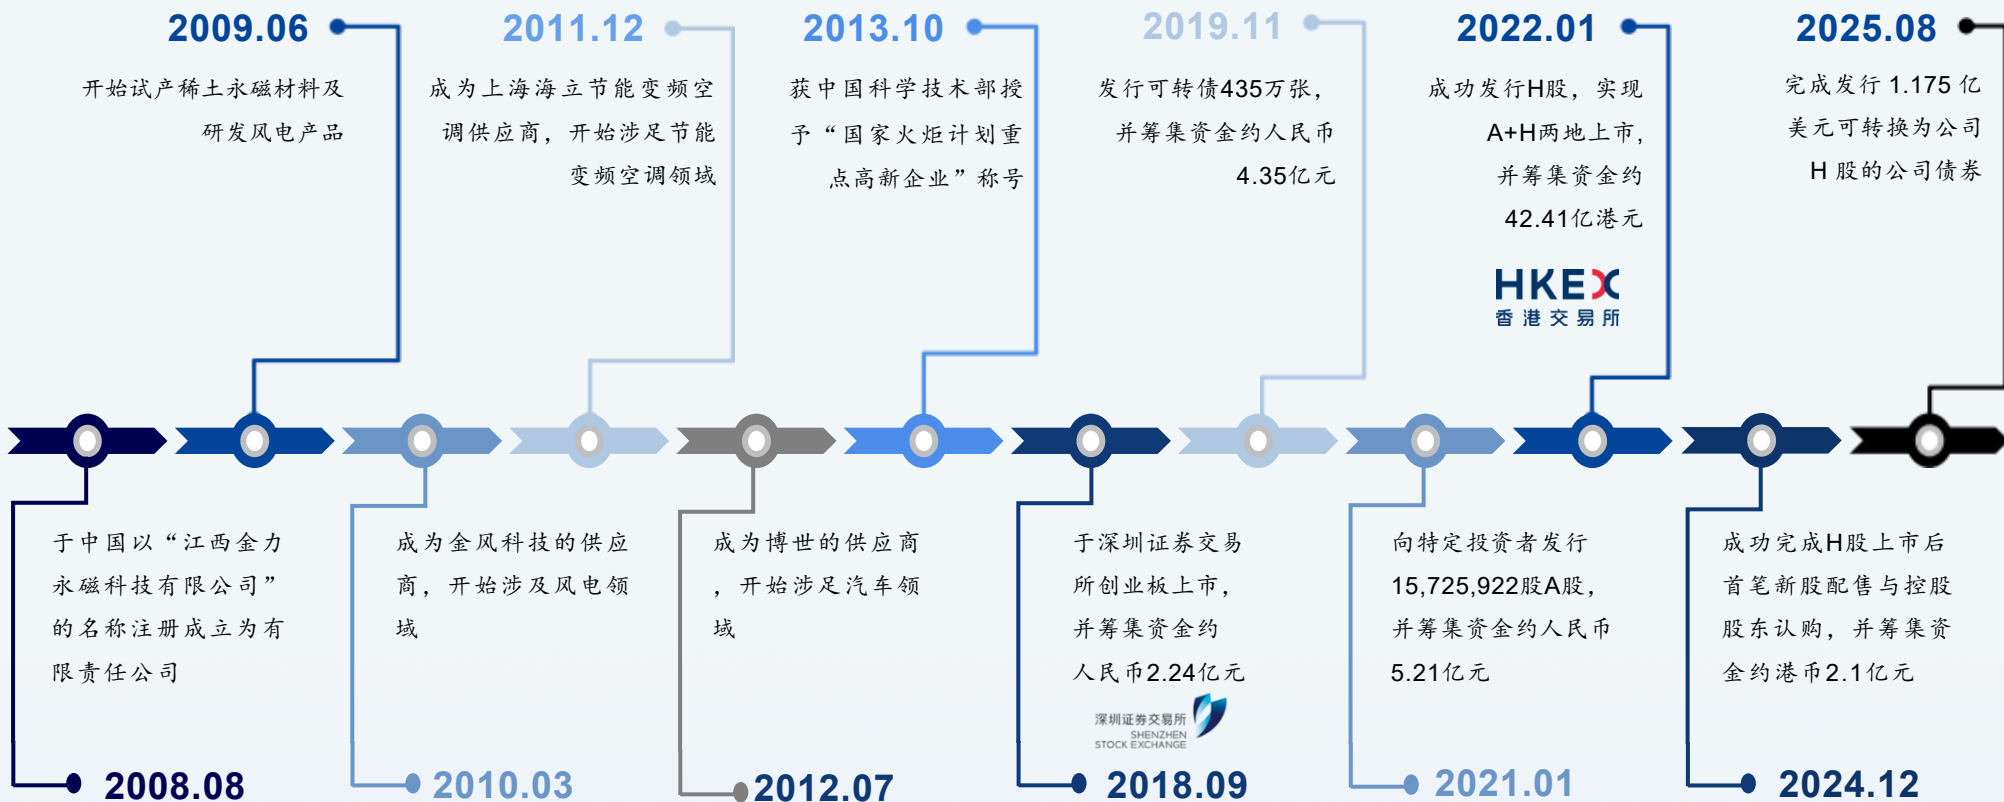 2009.06
开始试产稀土永磁材料及
研发风电产品
2011.12
成为上海海立节能变频空
调供应商，开始涉足节能
变频空调领域
2013.10
获中国科学技术部授
予“国家火炬计划重
点高新企业”称号
2019.11
发行可转债435万张，
并筹集资金约人民币
4.35亿元
2022.01
成功发行H股，实现
A+H两地上市,
并筹集资金约
42.41亿港元
HKEX
香港交易所
2025.08
完成发行 1.175 亿
美元可转换为公司
H 股的公司债券
于中国以“江西金力
永磁科技有限公司”
的名称注册成立为有
限责任公司
2008.08
成为金风科技的供应
商，开始涉及风电领
域
2010.03
成为博世的供应商
，开始涉足汽车领
域
2012.07
于深圳证券交易
所创业板上市，
并筹集资金约
人民币2.24亿元
深圳证券交易所
SHENZHEN
STOCK EXCHANGE
2018.09
向特定投资者发行
15,725,922股A股，
并筹集资金约人民币
5.21亿元
2021.01
成功完成H股上市后
首笔新股配售与控股
股东认购，并筹集资
金约港币2.1亿元
2024.12